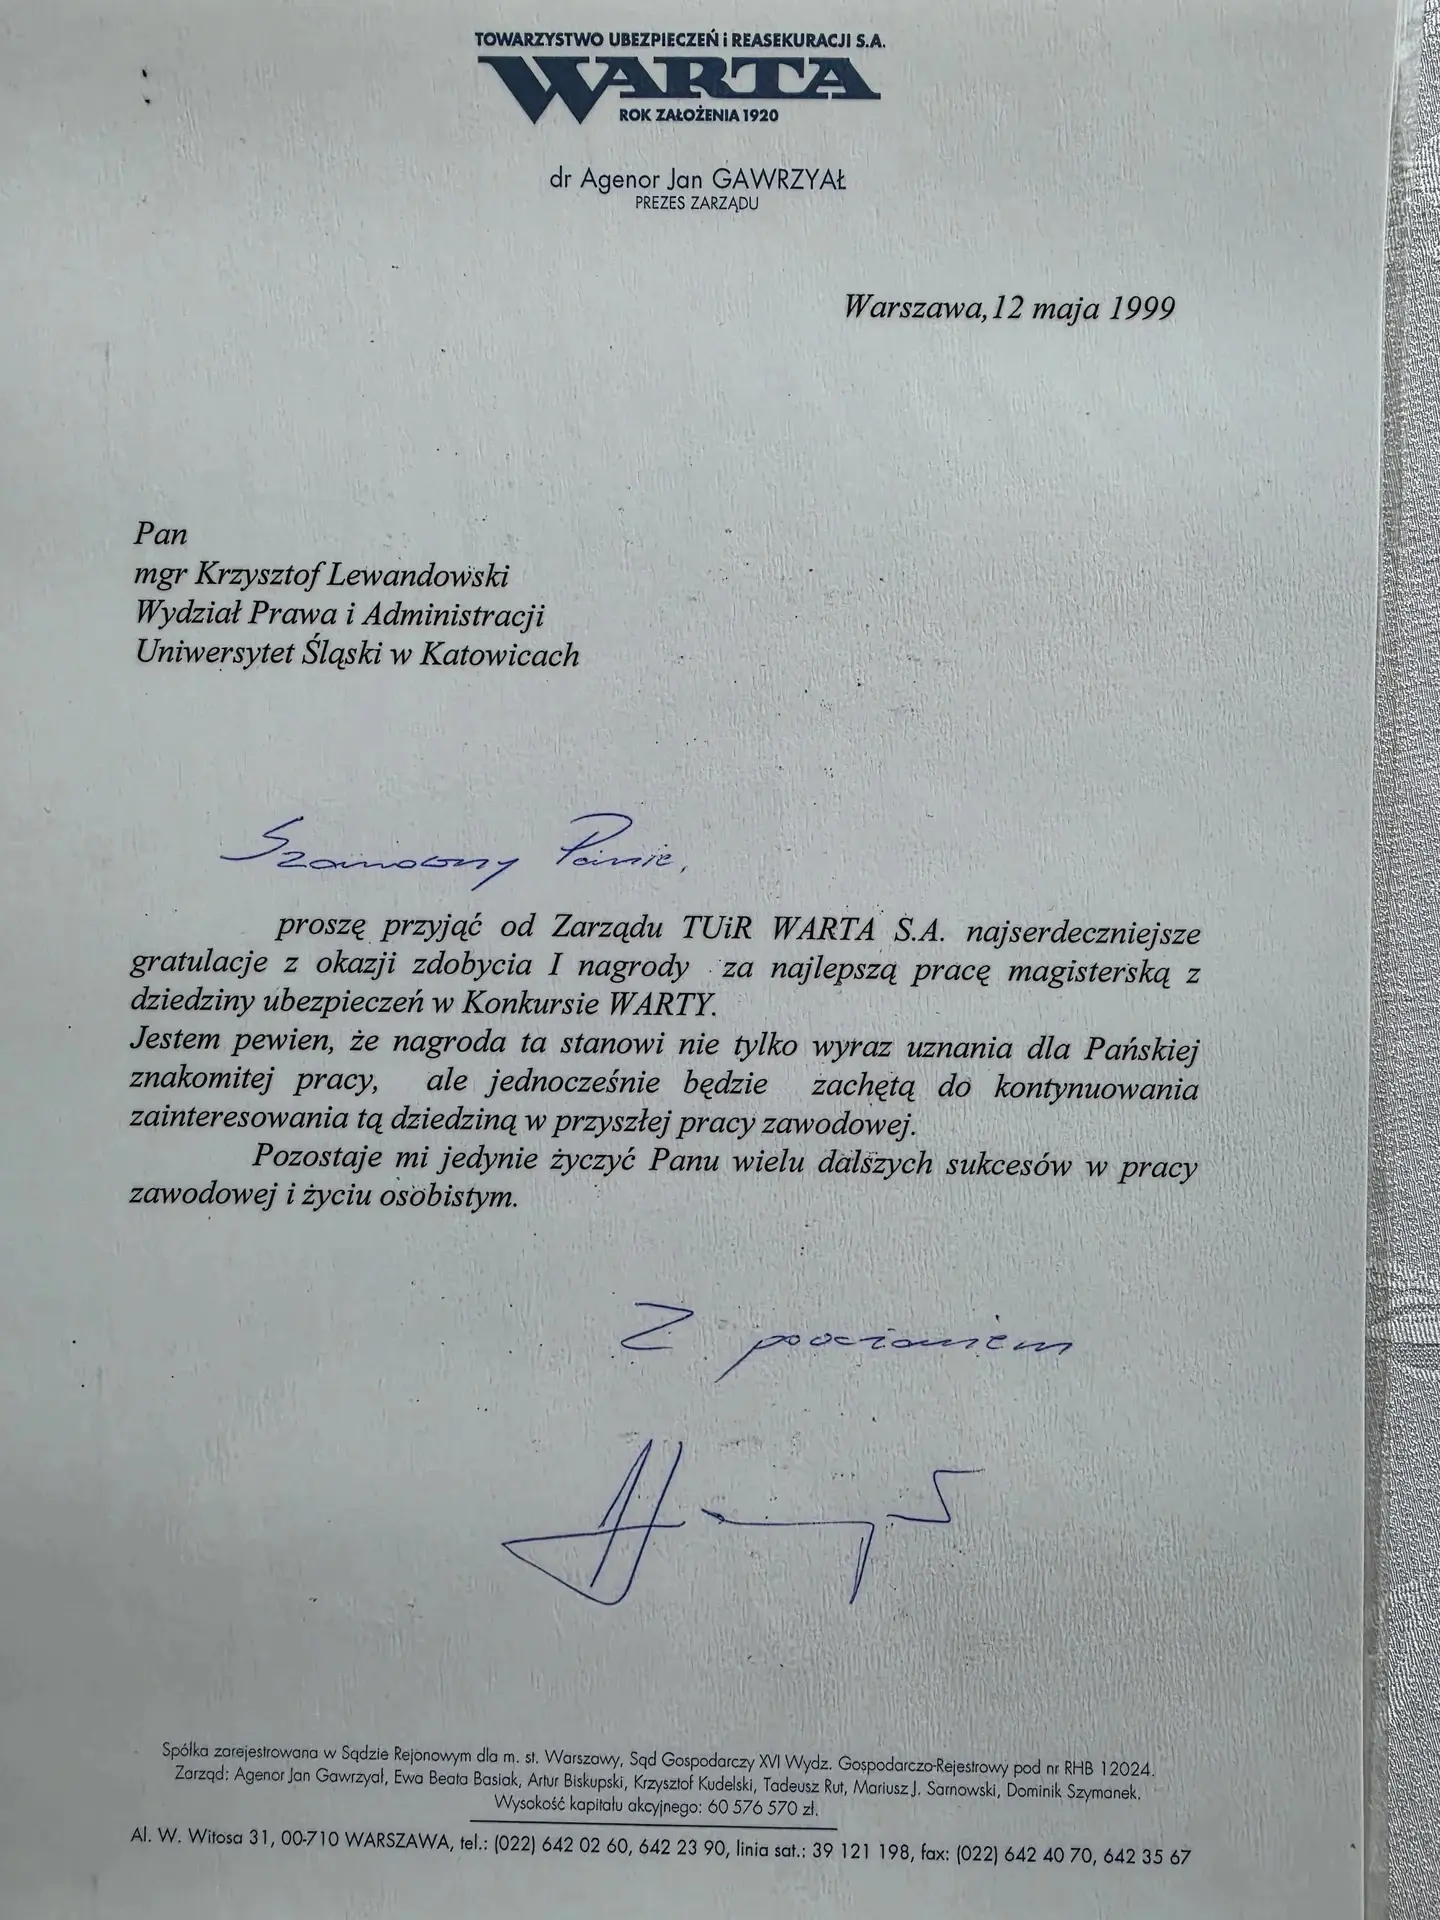 TOWARZYSTWO UBEZPIECZEŃ i REASEKURACJI S.A.
WARTA
ROK ZAŁOŻENIA 1920
dr Agenor Jan GAWRZYAŁ
PREZES ZARZĄDU
Warszawa, 12 maja 1999
Pan
mgr Krzysztof Lewandowski
Wydział Prawa i Administracji
Uniwersytet Śląski w Katowicach
Szanowny Panie,
proszę przyjąć od Zarządu TUiR WARTA S.A. najserdeczniejsze
gratulacje z okazji zdobycia I nagrody za najlepszą pracę magisterską z
dziedziny ubezpieczeń w Konkursie WARTY.
Jestem pewien, że nagroda ta stanowi nie tylko wyraz uznania dla Pańskiej
znakomitej pracy, ale jednocześnie będzie zachętą do kontynuowania
zainteresowania tą dziedziną w przyszłej pracy zawodowej.
Pozostaje mi jedynie życzyć Panu wielu dalszych sukcesów w pracy
zawodowej i życiu osobistym.
Z
Spółka zarejestrowana w Sądzie Rejonowym dla m. st. Warszawy, Sąd Gospodarczy XVI Wydz. Gospodarczo-Rejestrowy pod nr RHB 12024.
Zarząd: Agenor Jan Gawrzyał, Ewa Beata Basiak, Artur Biskupski, Krzysztof Kudelski, Tadeusz Rut, Mariusz J. Sarnowski, Dominik Szymanek.
Wysokość kapitału akcyjnego: 60 576 570 zł.
Al. W. Witosa 31, 00-710 WARSZAWA, tel.: (022) 642 02 60, 642 23 90, linia sat.: 39 121 198, fax: (022) 642 40 70, 642 35 67